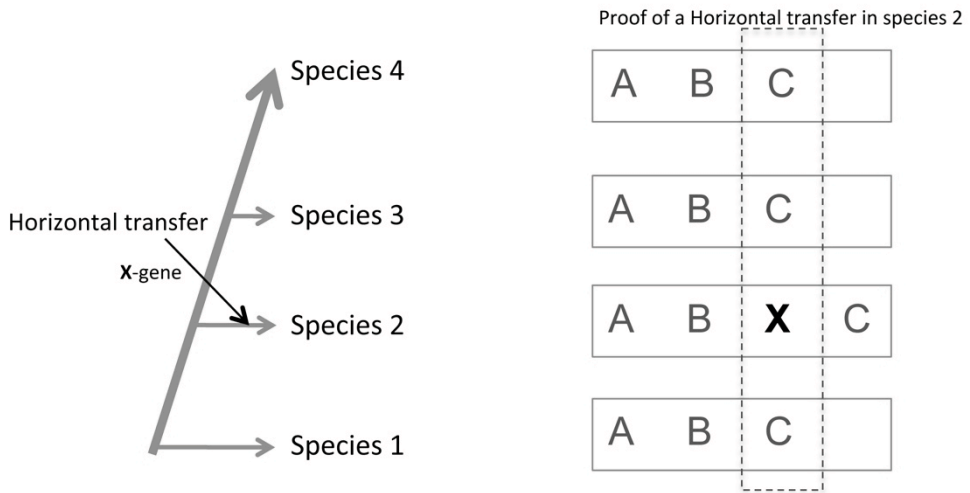 Proof of a Horizontal transfer in species 2
Species 4
A B C
Species 3
A B C
Horizontal transfer
X-gene
Species 2
A B X C
Species 1
A B C